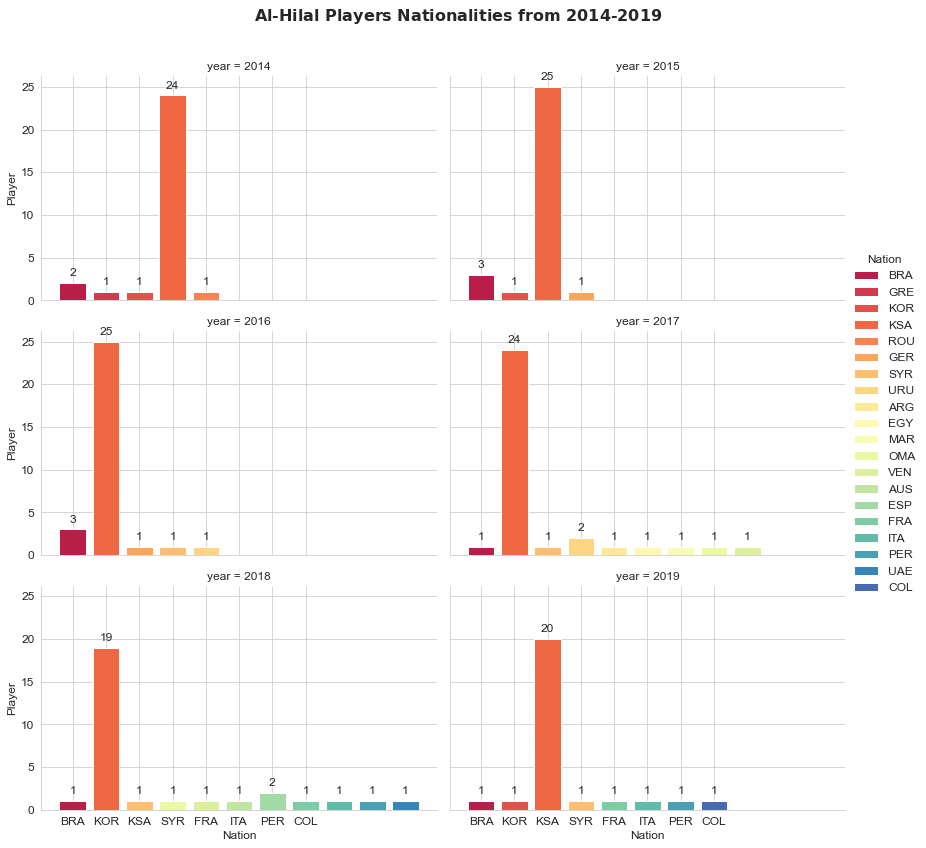 Al-Hilal Players Nationalities from 2014-2019
year = 2014
25
20
15
10
5
0
Player
2
1
1
24
1
year = 2015
3
1
25
1
year = 2016
25
20
15
10
5
0
Player
3
25
1
1
1
year = 2017
1
24
1
2
1
1
1
1
1
year = 2018
25
20
15
10
5
0
Player
1
19
1
1
1
1
2
1
1
1
1
BRA KOR KSA SYR FRA ITA PER COL
Nation
year = 2019
1
1
20
1
1
1
1
1
BRA KOR KSA SYR FRA ITA PER COL
Nation
Nation
BRA
GRE
KOR
KSA
ROU
GER
SYR
URU
ARG
EGY
MAR
OMA
VEN
AUS
ESP
FRA
ITA
PER
UAE
COL